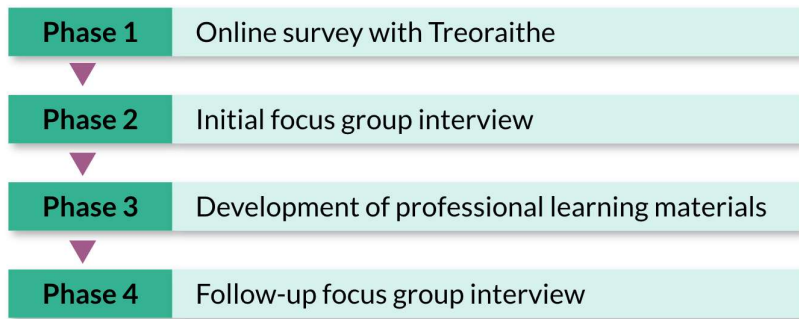 Phase 1 Online survey with Treoraithe
Phase 2 Initial focus group interview
Phase 3 Development of professional learning materials
Phase 4 Follow-up focus group interview